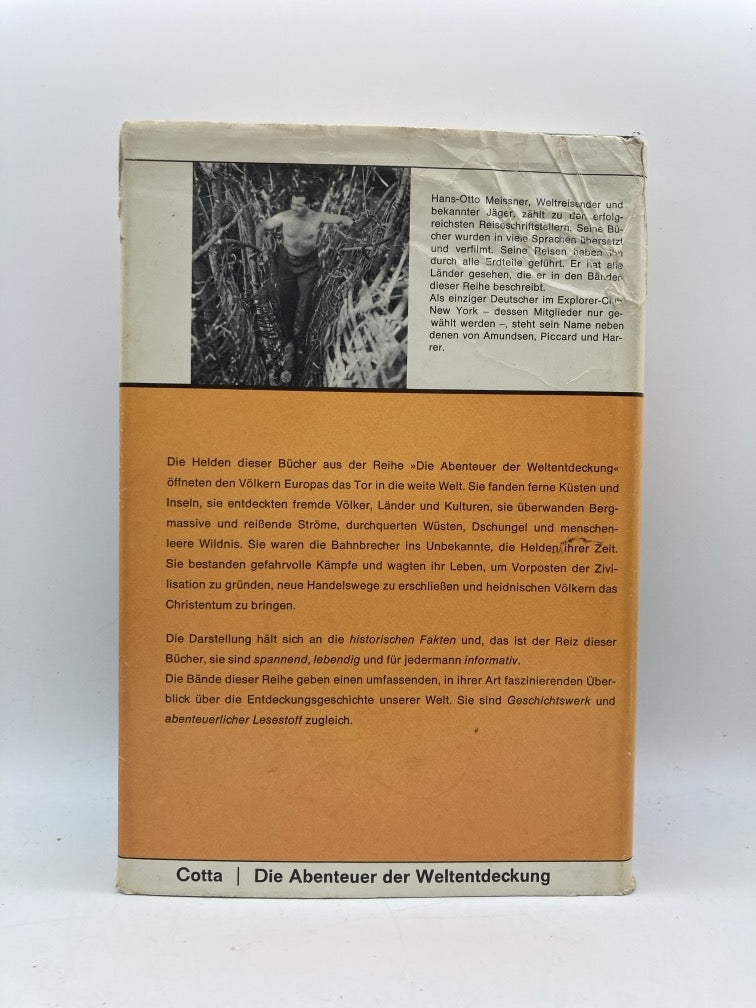 Hans-Otto Meissner, Weltreisender und
bekannter Jäger, zählt zu den erfolg-
reichsten Reiseschriftstellern. Seine Bü-
cher wurden in viele Sprachen übersetzt
und verfilmt. Seine Reisen haben ihn
durch alle Erdteile geführt. Er hat alle
Länder gesehen, die er in den Bänden
dieser Reihe beschreibt.
Als einziger Deutscher im Explorer-Club
New York – dessen Mitglieder nur ge-
wählt werden –, steht sein Name neben
denen von Amundsen, Piccard und Har-
rer.
Die Helden dieser Bücher aus der Reihe »Die Abenteuer der Weltentdeckung«
öffneten den Völkern Europas das Tor in die weite Welt. Sie fanden ferne Küsten und
Inseln, sie entdeckten fremde Völker, Länder und Kulturen, sie überwanden Berg-
massive und reißende Ströme, durchquerten Wüsten, Dschungel und menschen-
leere Wildnis. Sie waren die Bahnbrecher ins Unbekannte, die Helden ihrer Zeit.
Sie bestanden gefahrvolle Kämpfe und wagten ihr Leben, um Vorposten der Zivi-
lisation zu gründen, neue Handelswege zu erschließen und heidnischen Völkern das
Christentum zu bringen.
Die Darstellung hält sich an die historischen Fakten und, das ist der Reiz dieser
Bücher, sie sind spannend, lebendig und für jedermann informativ.
Die Bände dieser Reihe geben einen umfassenden, in ihrer Art faszinierenden Über-
blick über die Entdeckungsgeschichte unserer Welt. Sie sind Geschichtswerk und
abenteuerlicher Lesestoff zugleich.
Cotta | Die Abenteuer der Weltentdeckung